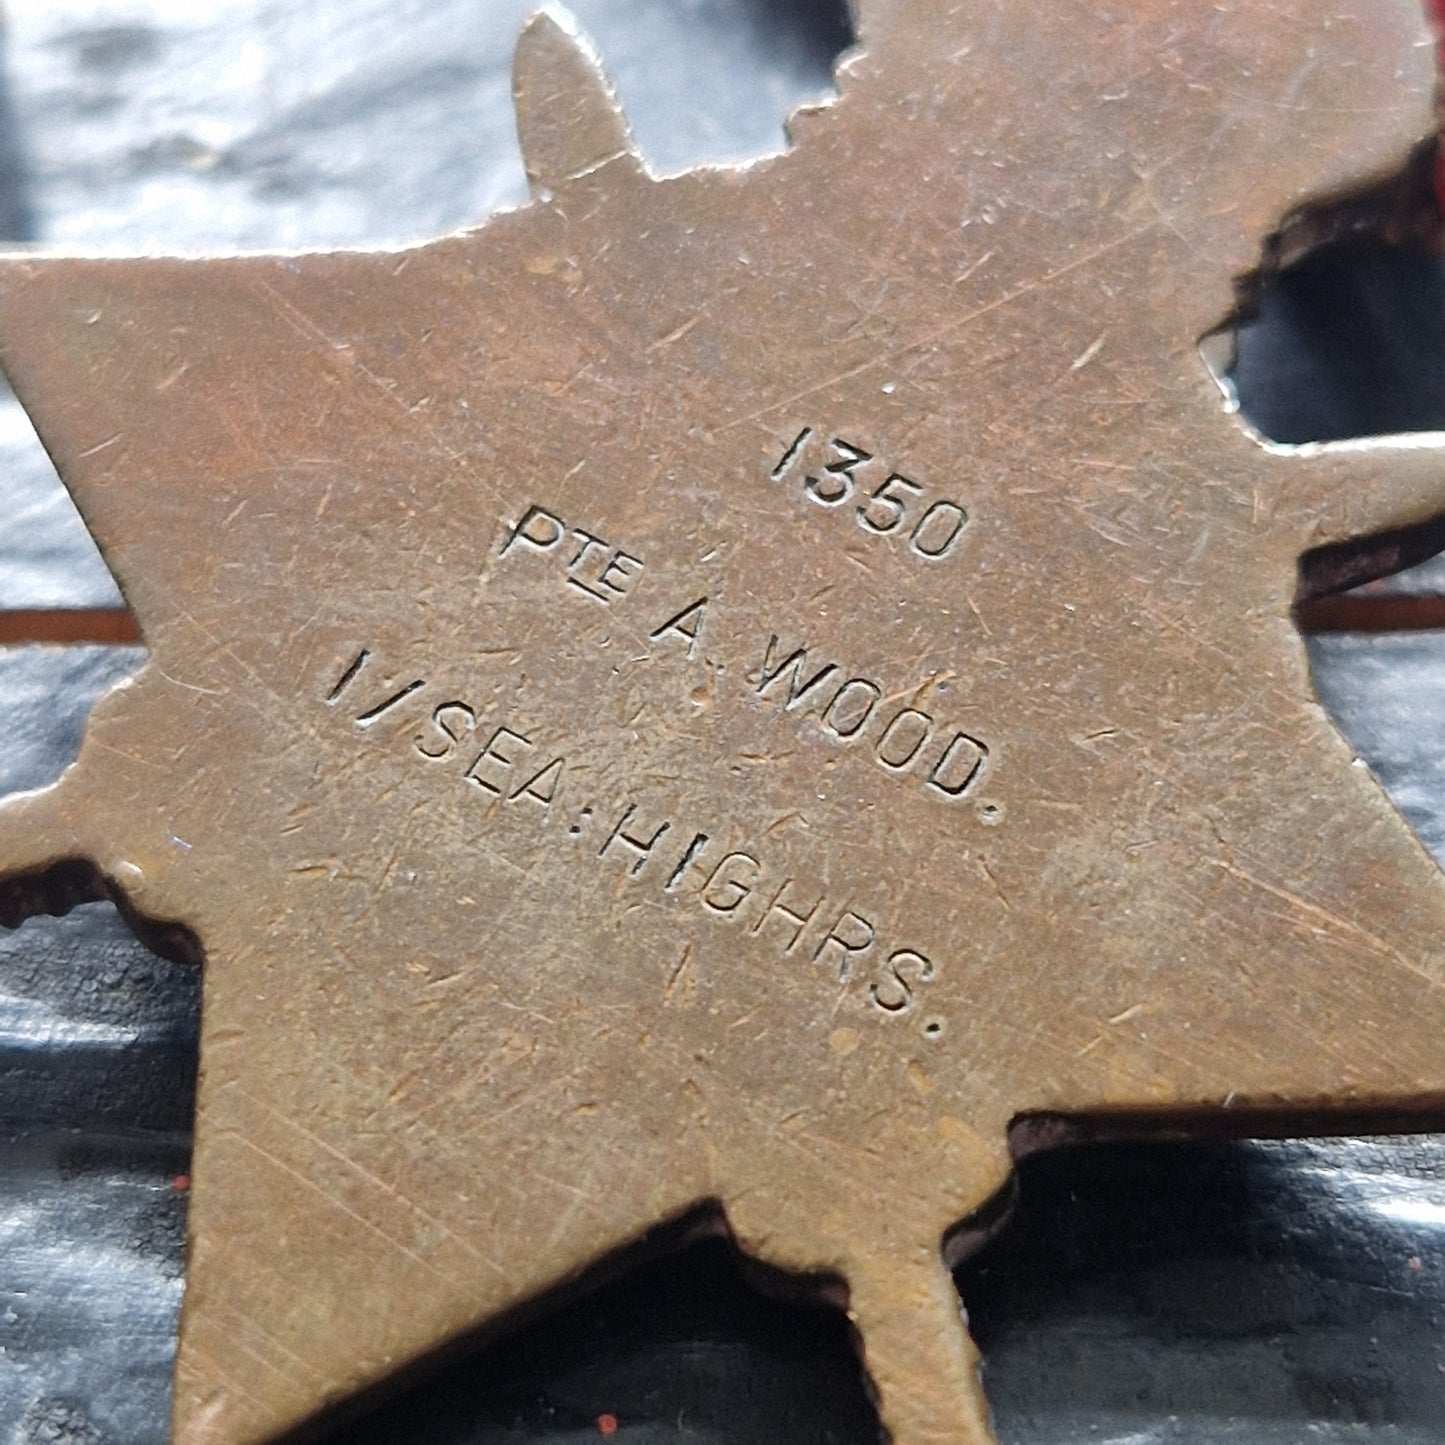 1350
PTE A. WOOD.
1/SEA:HIGHRS.